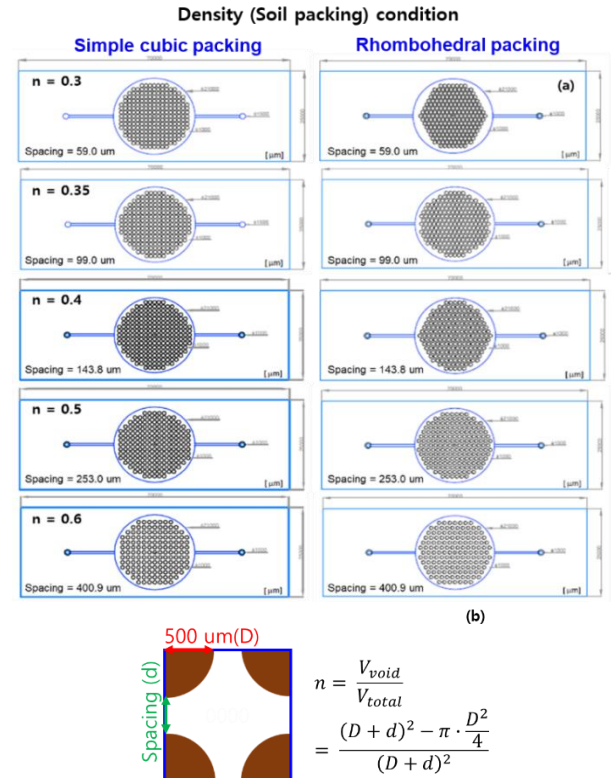 Density (Soil packing) condition
Simple cubic packing
Rhombohedral packing
n = 0.3
Spacing = 59.0 um
[μm]
(a)
Spacing = 59.0 um
[μm]
n = 0.35
Spacing = 99.0 um
[μm]
Spacing = 99.0 um
[μm]
n = 0.4
Spacing = 143.8 um
[μm]
Spacing = 143.8 um
[μm]
n = 0.5
Spacing = 253.0 um
[μm]
Spacing = 253.0 um
[μm]
n = 0.6
Spacing = 400.9 um
[μm]
Spacing = 400.9 um
[μm]
(b)
500 um(D)
Spacing (d)
n = V_void / V_total
= ((D + d)² − π · D²/4) / (D + d)²